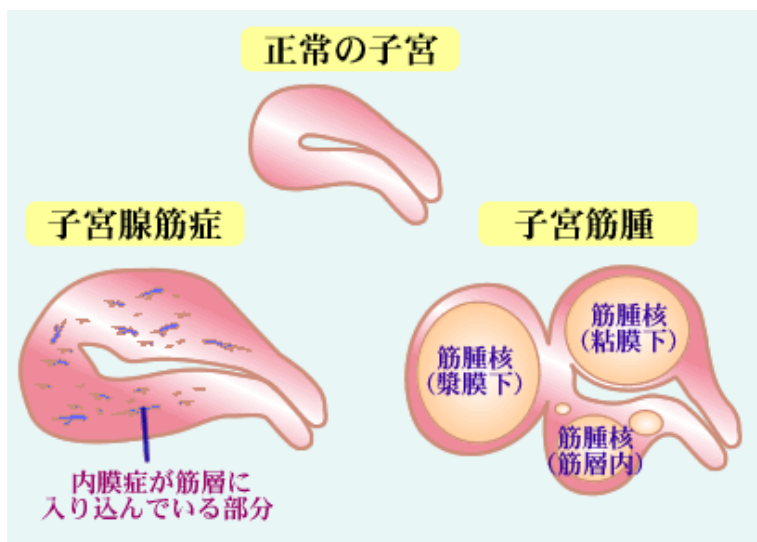 正常の子宮
子宮腺筋症
子宮筋腫
筋腫核
(粘膜下)
筋腫核
(漿膜下)
筋腫核
(筋層内)
内膜症が筋層に
入り込んでいる部分